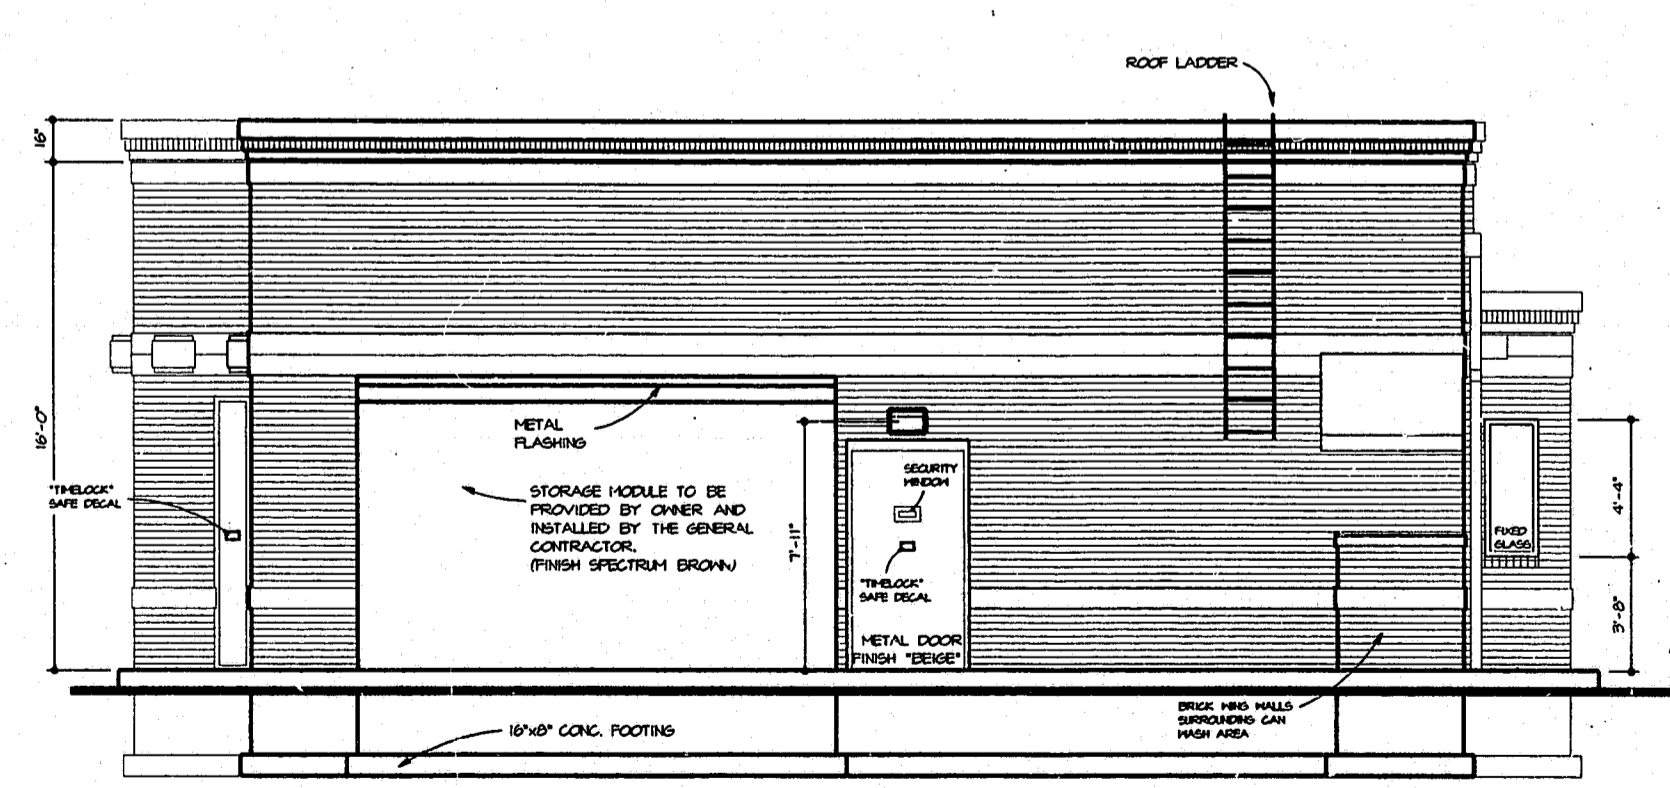 ROOF LADDER
16"
16'-0"
"TIMELOCK"
SAFE DECAL
METAL
FLASHING
STORAGE MODULE TO BE
PROVIDED BY OWNER AND
INSTALLED BY THE GENERAL
CONTRACTOR.
(FINISH SPECTRUM BROWN)
7'-11"
SECURITY
WINDOW
"TIMELOCK"
SAFE DECAL
METAL DOOR
FINISH "BEIGE"
FIXED
GLASS
4'-4"
3'-8"
BRICK WING WALLS
SURROUNDING CAN
WASH AREA
16"x8" CONC. FOOTING